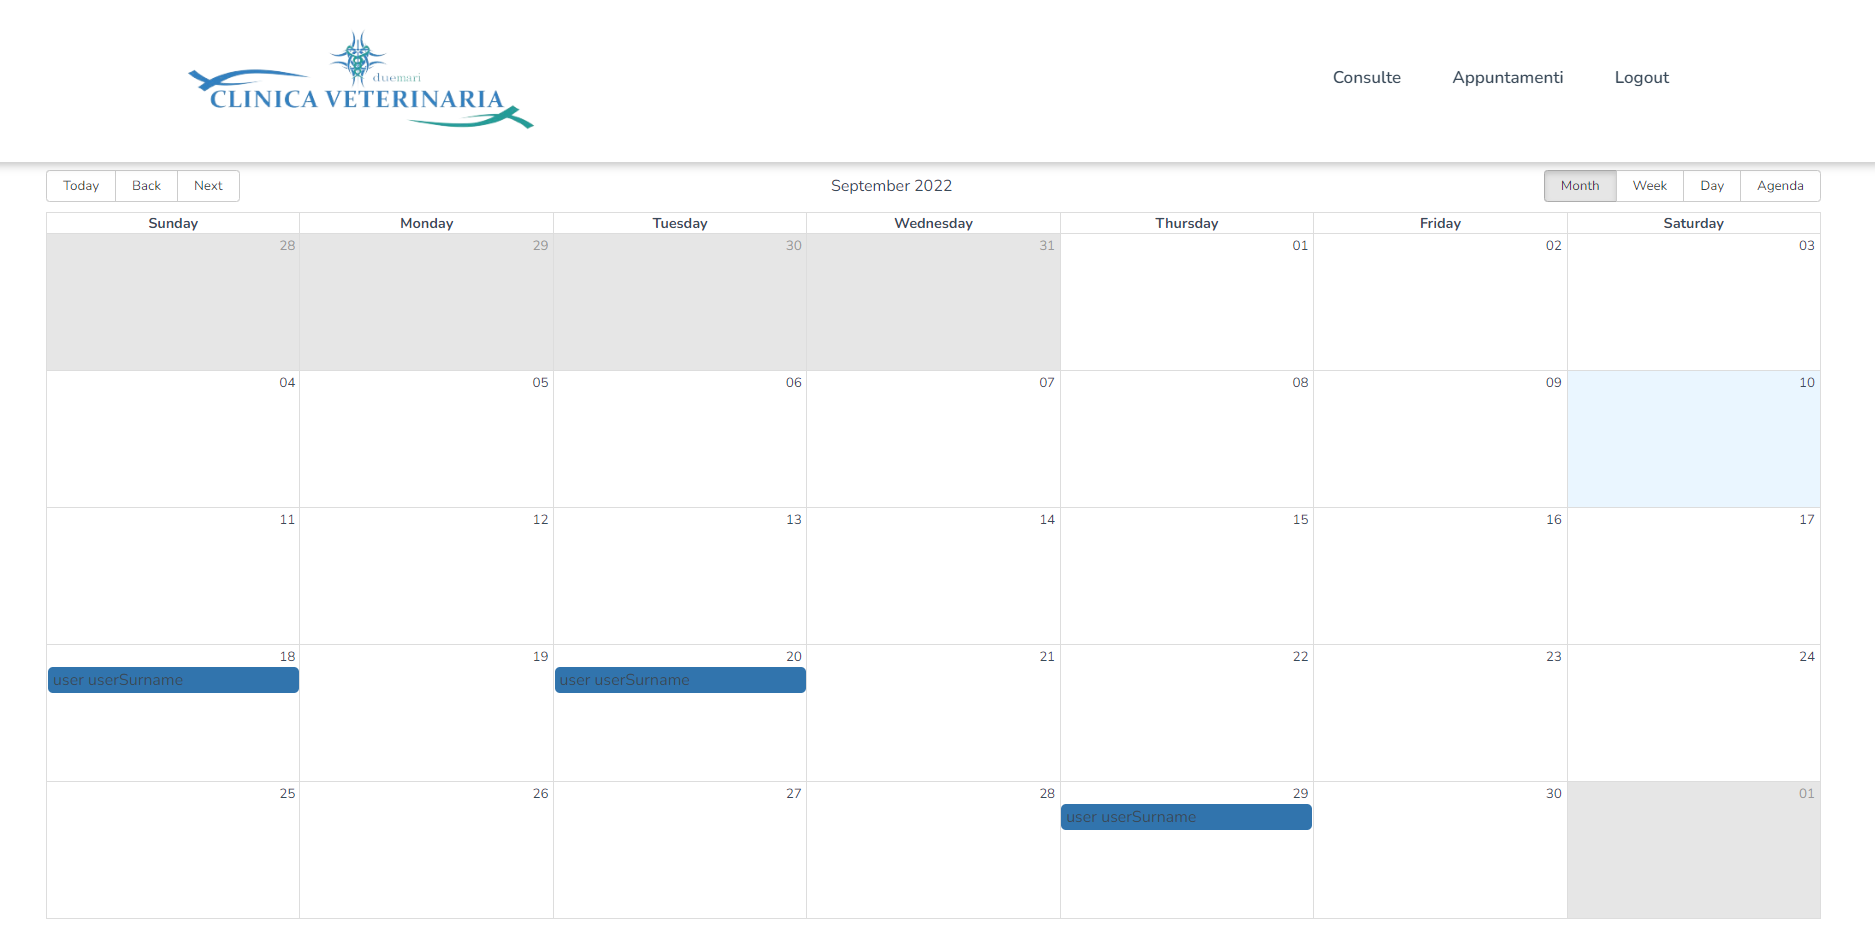 duemari
CLINICA VETERINARIA
Consulte Appuntamenti Logout
Today Back Next September 2022 Month Week Day Agenda
Sunday Monday Tuesday Wednesday Thursday Friday Saturday
28 29 30 31 01 02 03
04 05 06 07 08 09 10
11 12 13 14 15 16 17
18 19 20 21 22 23 24
user userSurname user userSurname
25 26 27 28 29 30 01
user userSurname